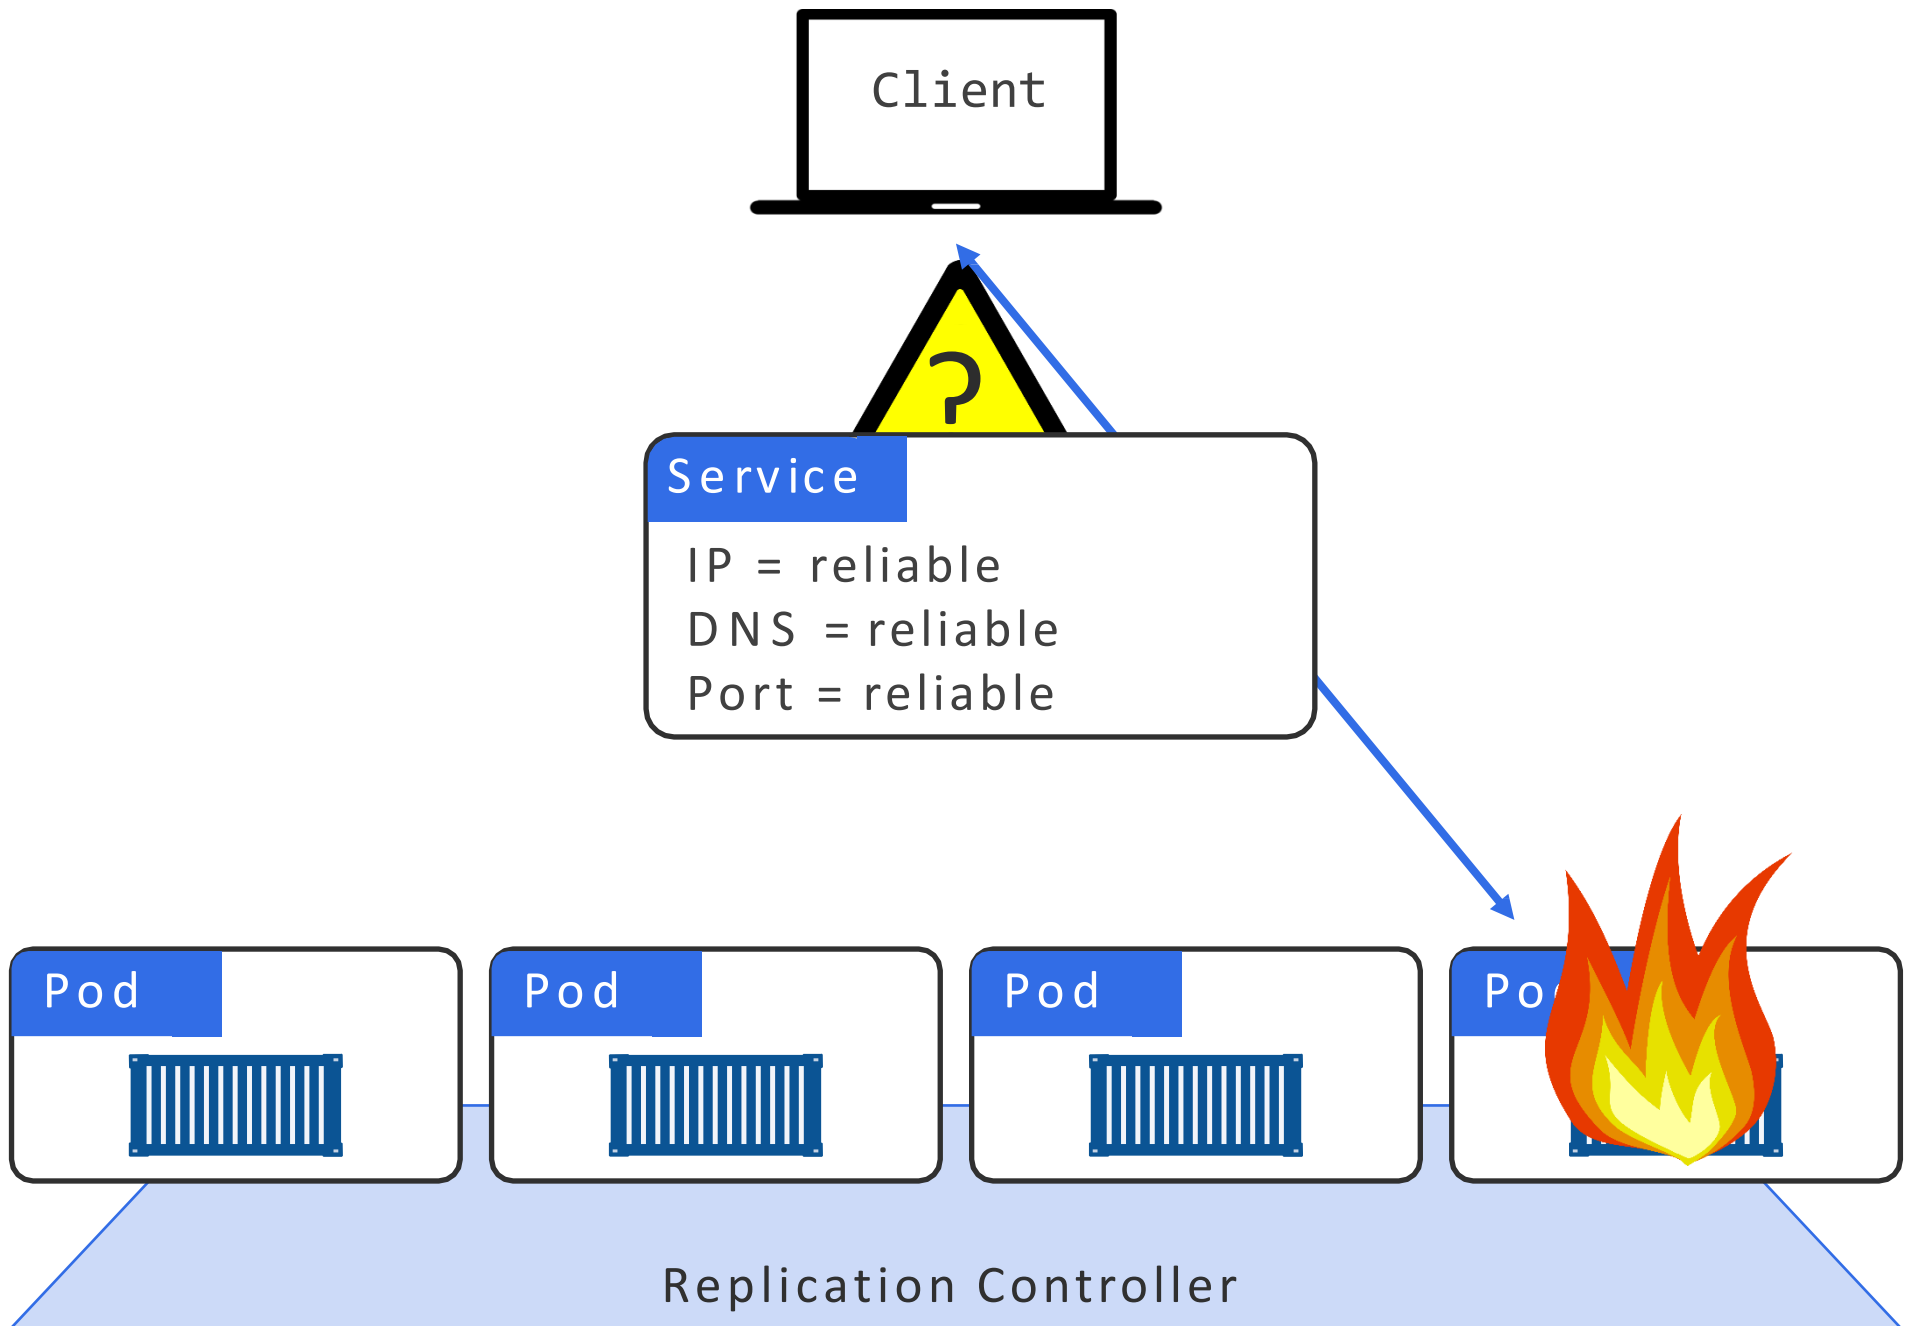 Client
?
Service
IP = reliable
DNS = reliable
Port = reliable
Pod
Pod
Pod
Replication Controller